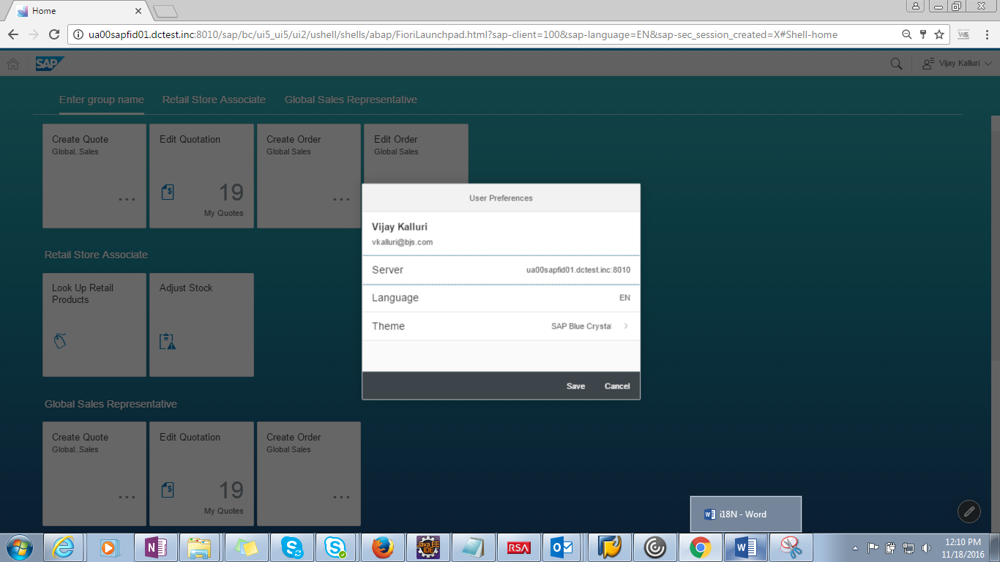 Home
ua00sapfid01.dctest.inc:8010/sap/bc/ui5_ui5/ui2/ushell/shells/abap/FioriLaunchpad.html?sap-client=100&sap-language=EN&sap-sec_session_created=X#Shell-home
WS
SAP
Vijay Kalluri
Enter group name Retail Store Associate Global Sales Representative
Create Quote
Global..Sales
...
Edit Quotation
19
My Quotes
Create Order
Global Sales
...
Edit Order
Global Sales
User Preferences
Vijay Kalluri
vkalluri@bjs.com
Server ua00sapfid01.dctest.inc:8010
Language EN
Theme SAP Blue Crystal
Save Cancel
Retail Store Associate
Look Up Retail
Products
Adjust Stock
Global Sales Representative
Create Quote
Global..Sales
...
Edit Quotation
19
My Quotes
Create Order
Global Sales
...
i18N - Word
Java EE
IDE
RSA
12:10 PM
11/18/2016